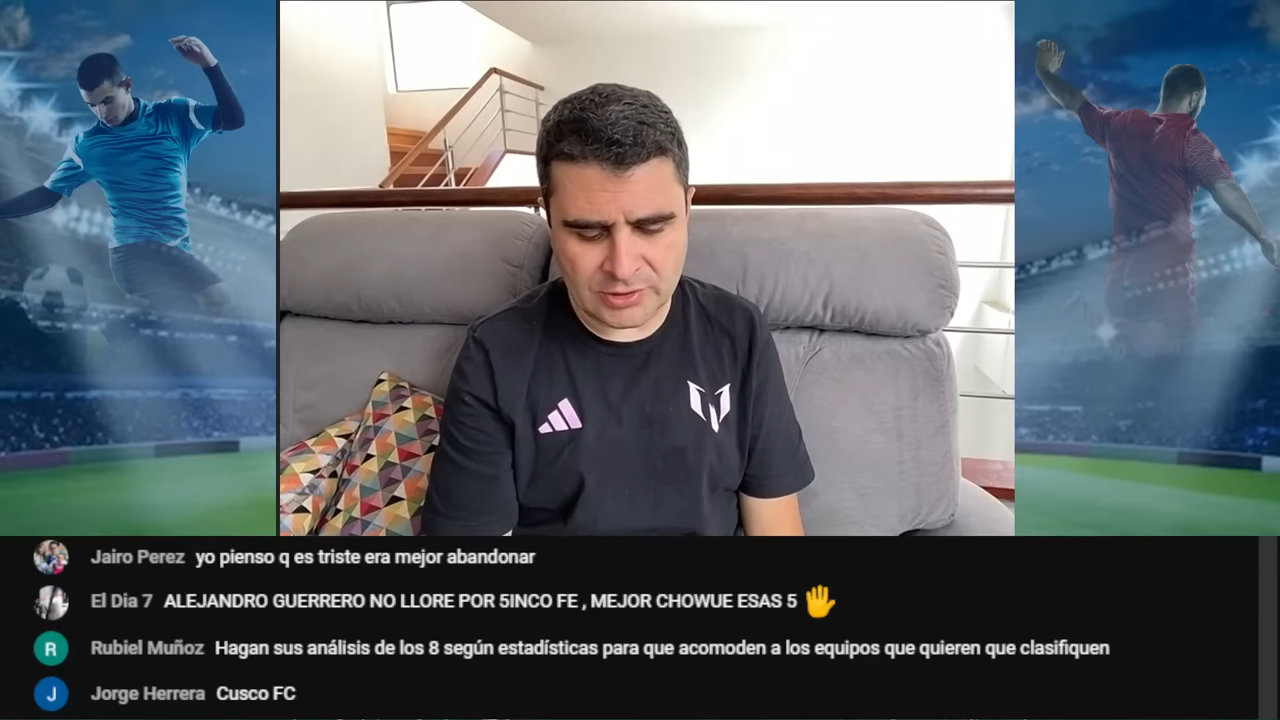 Jairo Perez yo pienso q es triste era mejor abandonar
El Dia 7 ALEJANDRO GUERRERO NO LLORE POR 5INCO FE , MEJOR CHOWUE ESAS 5
R Rubiel Muñoz Hagan sus análisis de los 8 según estadísticas para que acomoden a los equipos que quieren que clasifiquen
J Jorge Herrera Cusco FC